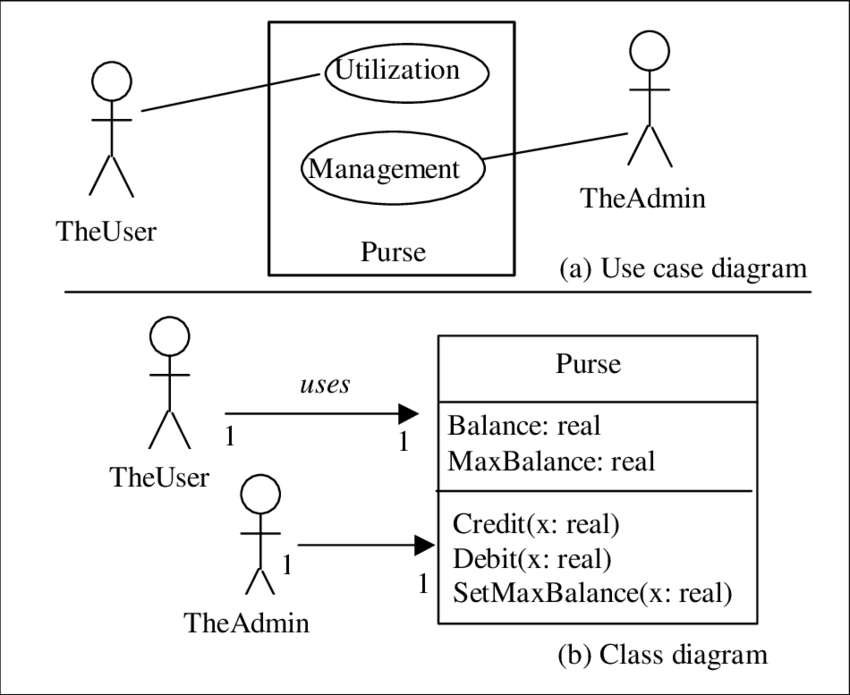 Utilization
Management
TheUser
TheAdmin
Purse
(a) Use case diagram
uses
1
1
TheUser
Purse
Balance: real
MaxBalance: real
1
1
TheAdmin
Credit(x: real)
Debit(x: real)
SetMaxBalance(x: real)
(b) Class diagram